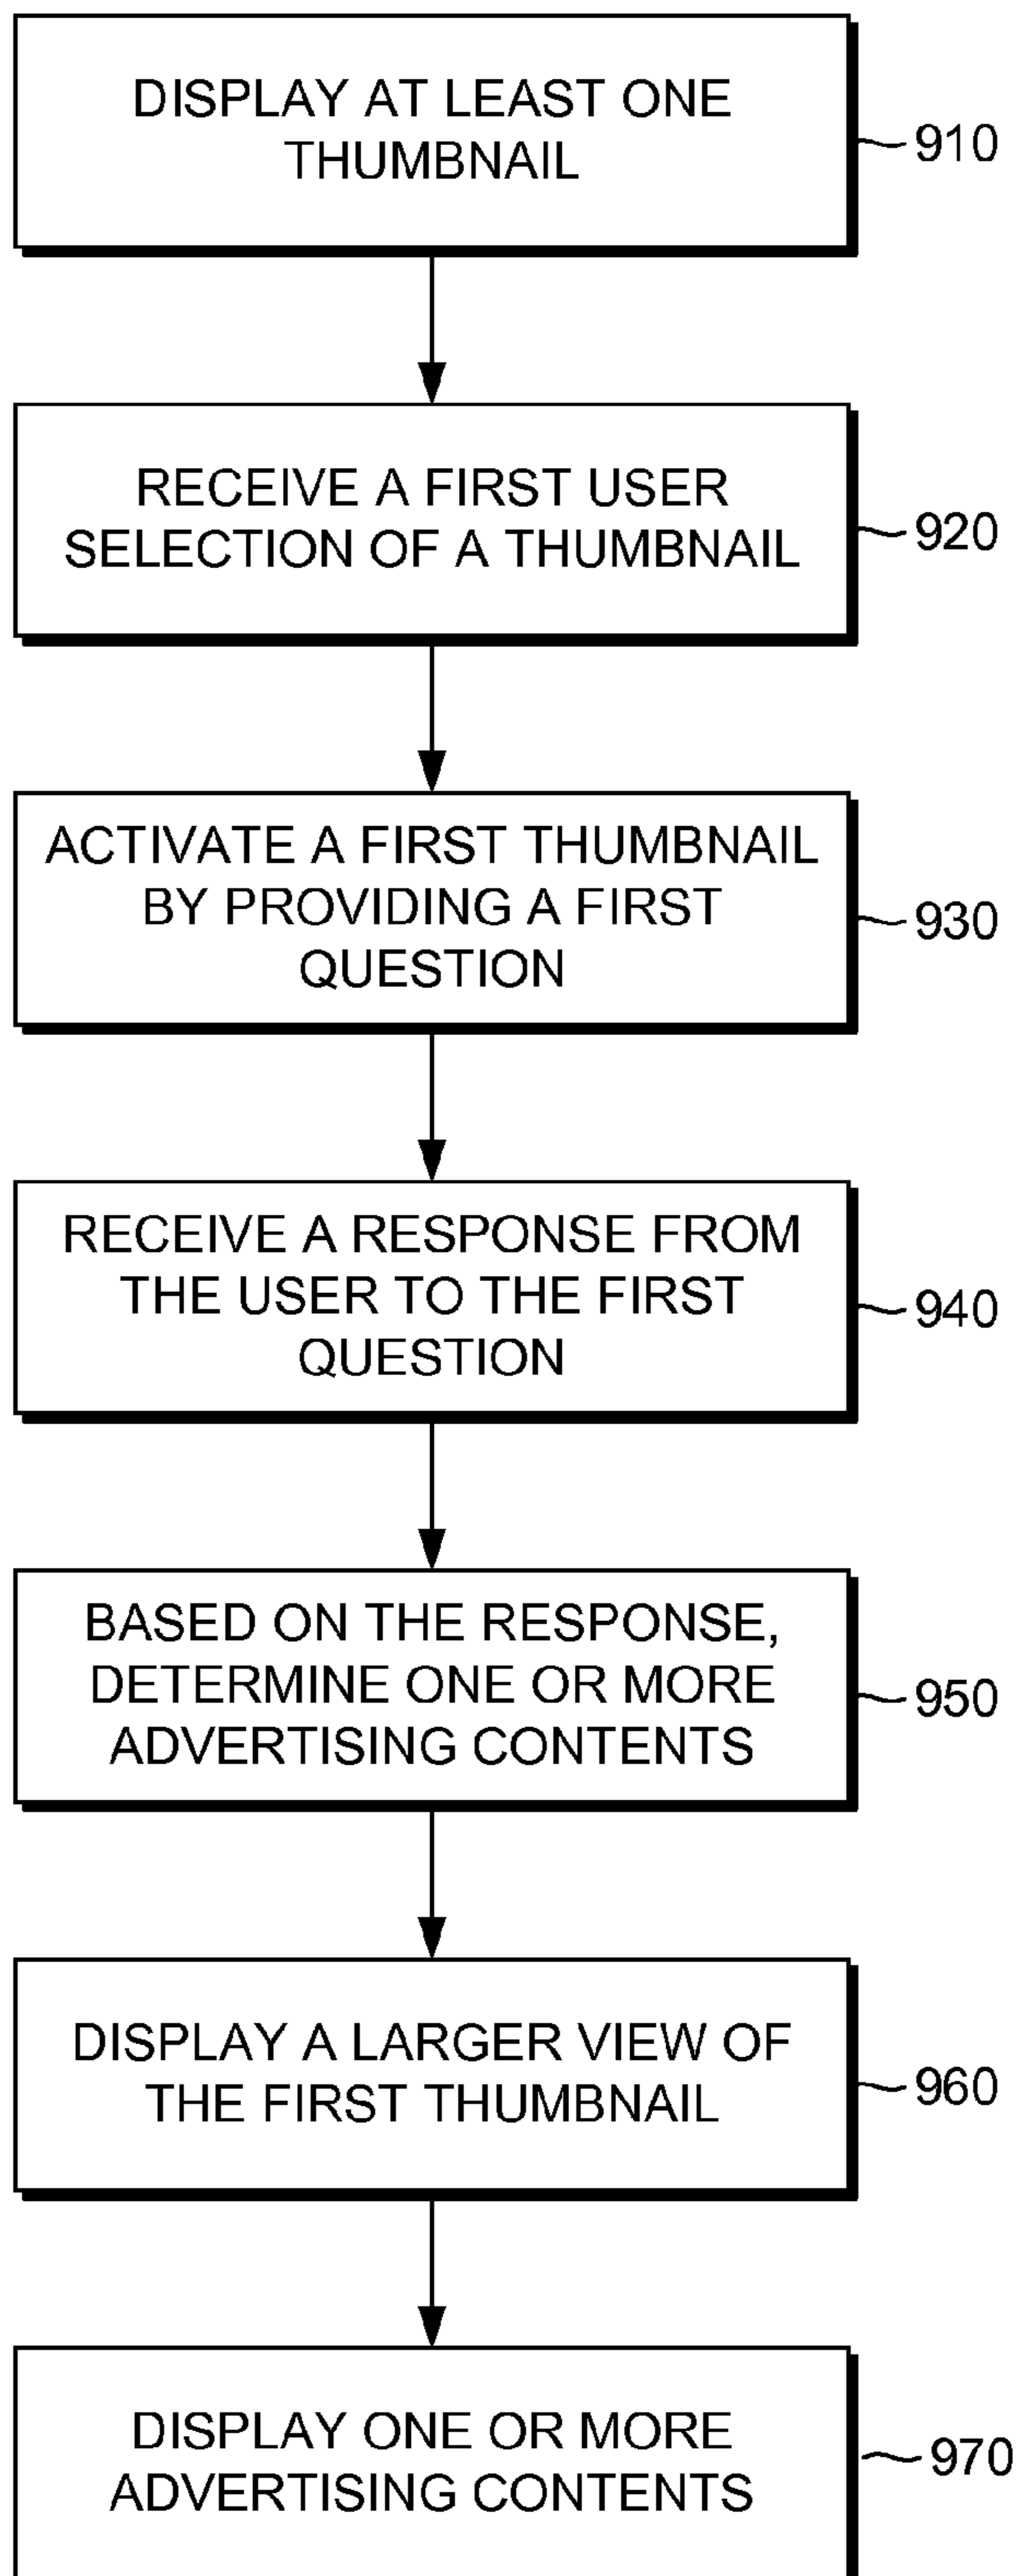 DISPLAY AT LEAST ONE
THUMBNAIL
910
RECEIVE A FIRST USER
SELECTION OF A THUMBNAIL
920
ACTIVATE A FIRST THUMBNAIL
BY PROVIDING A FIRST
QUESTION
930
RECEIVE A RESPONSE FROM
THE USER TO THE FIRST
QUESTION
940
BASED ON THE RESPONSE,
DETERMINE ONE OR MORE
ADVERTISING CONTENTS
950
DISPLAY A LARGER VIEW OF
THE FIRST THUMBNAIL
960
DISPLAY ONE OR MORE
ADVERTISING CONTENTS
970